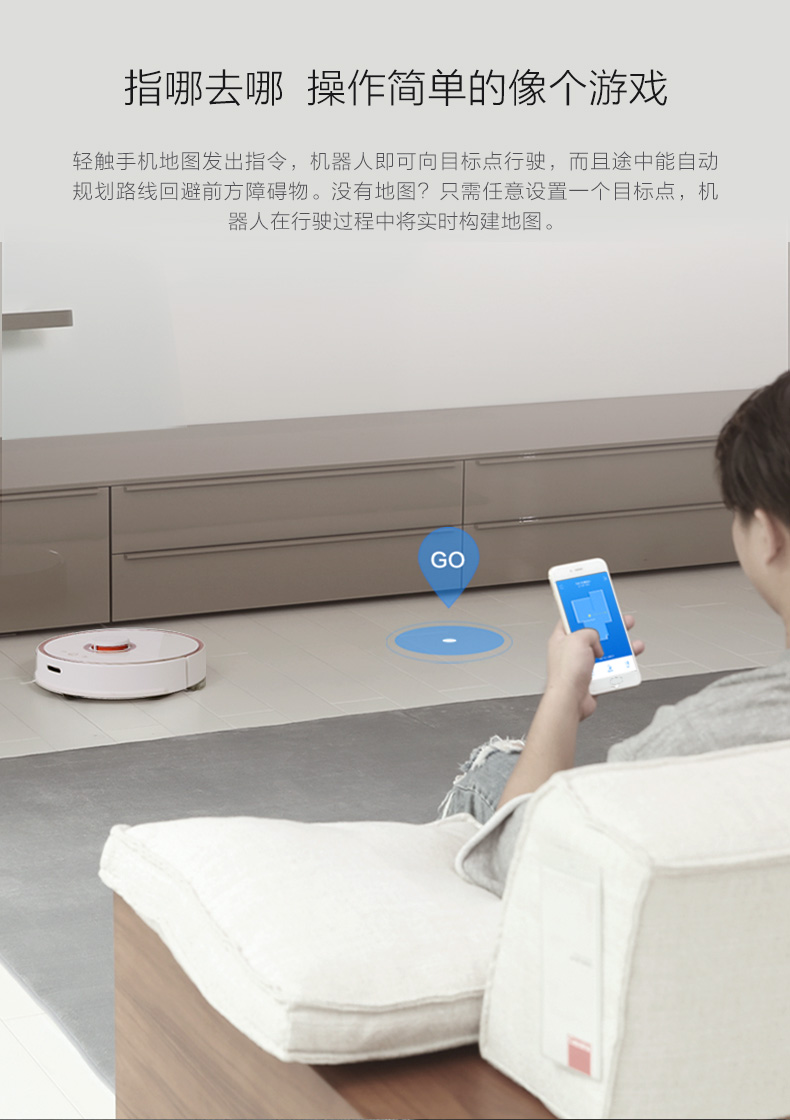 指哪去哪 操作简单的像个游戏
轻触手机地图发出指令，机器人即可向目标点行驶，而且途中能自动
规划路线回避前方障碍物。没有地图？只需任意设置一个目标点，机
器人在行驶过程中将实时构建地图。
GO